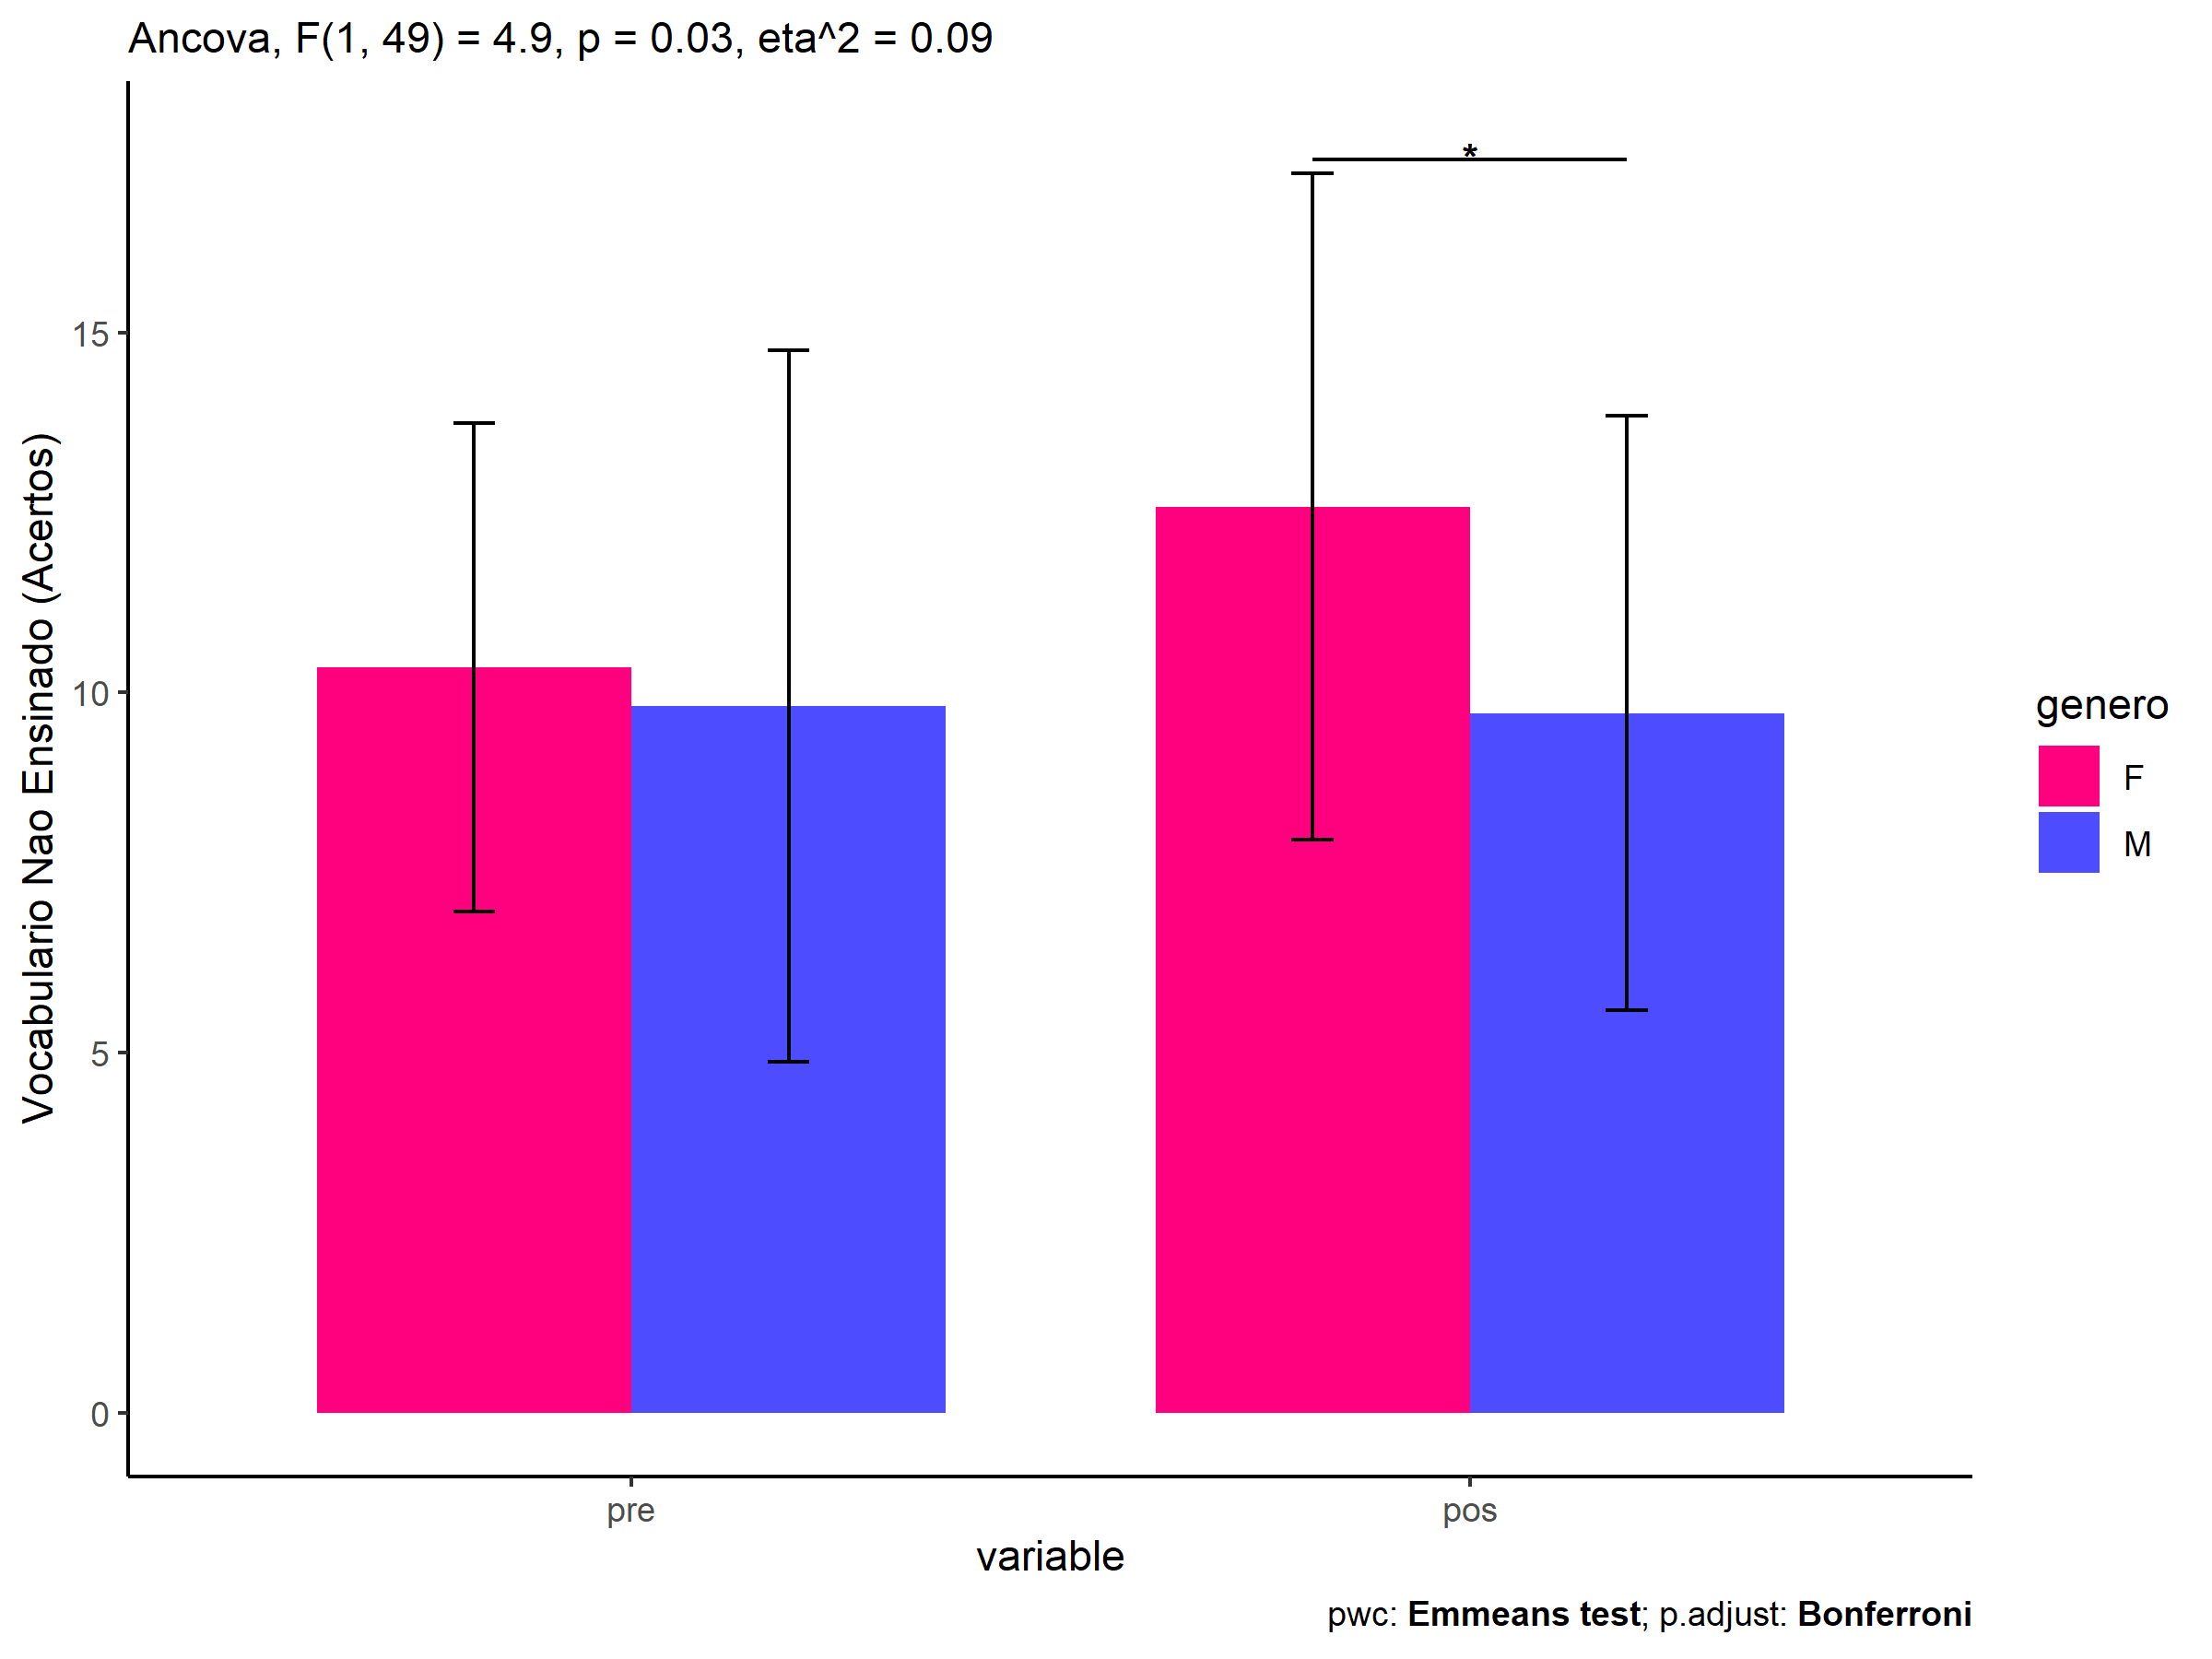 Ancova, F(1, 49) = 4.9, p = 0.03, eta^2 = 0.09
*
15
10
5
0
Vocabulario Nao Ensinado (Acertos)
genero
F
M
pre
pos
variable
pwc: Emmeans test; p.adjust: Bonferroni